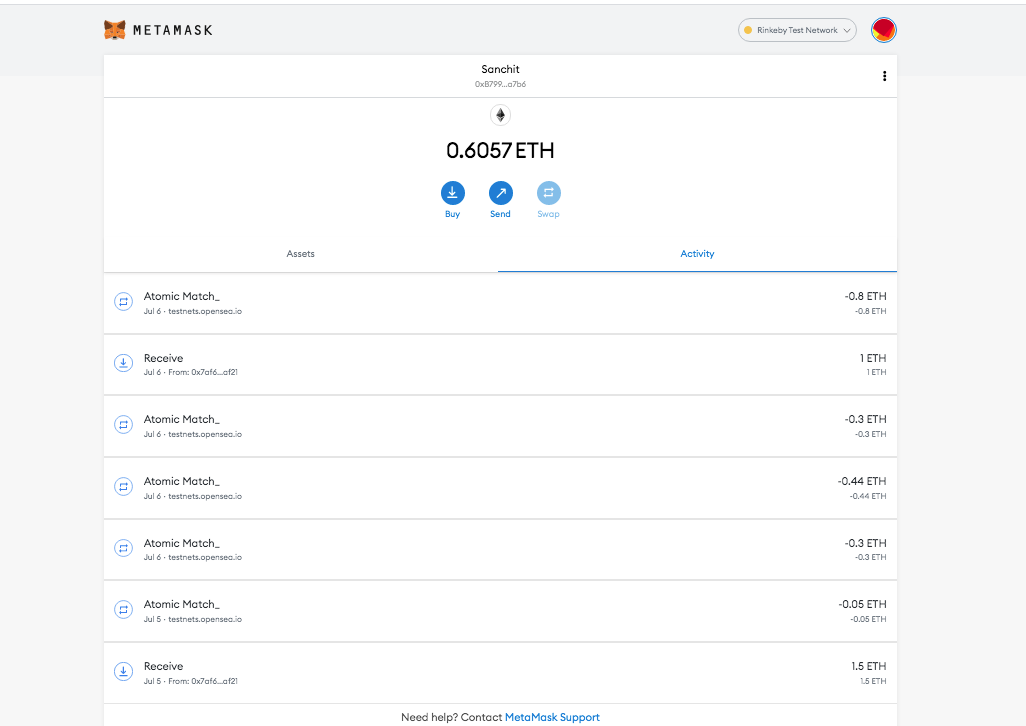 METAMASK
Rinkeby Test Network
Sanchit
0xB799...a7b6
0.6057 ETH
Buy Send Swap
Assets Activity
Atomic Match_ -0.8 ETH
Jul 6 · testnets.opensea.io -0.8 ETH
Receive 1 ETH
Jul 6 · From: 0x7af6...af21 1 ETH
Atomic Match_ -0.3 ETH
Jul 6 · testnets.opensea.io -0.3 ETH
Atomic Match_ -0.44 ETH
Jul 6 · testnets.opensea.io -0.44 ETH
Atomic Match_ -0.3 ETH
Jul 6 · testnets.opensea.io -0.3 ETH
Atomic Match_ -0.05 ETH
Jul 5 · testnets.opensea.io -0.05 ETH
Receive 1.5 ETH
Jul 5 · From: 0x7af6...af21 1.5 ETH
Need help? Contact MetaMask Support